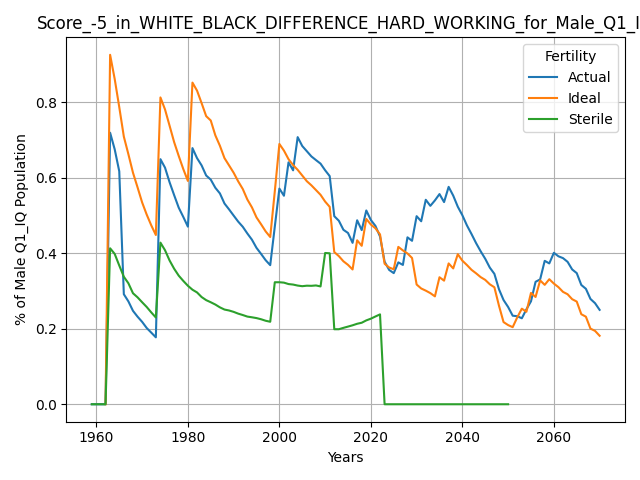 Score_-5_in_WHITE_BLACK_DIFFERENCE_HARD_WORKING_for_Male_Q1_I
Fertility
Actual
Ideal
Sterile
% of Male Q1_IQ Population
0.8
0.6
0.4
0.2
0.0
1960 1980 2000 2020 2040 2060
Years